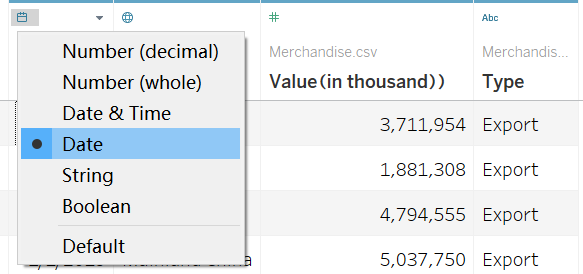 Abc
Number (decimal)
Merchandise.csv
Merchandis...
Number (whole)
Value(in thousand))
Type
Date & Time
3,711,954
Export
Date
String
1,881,308
Export
Boolean
4,794,555
Export
Default
5,037,750
Export